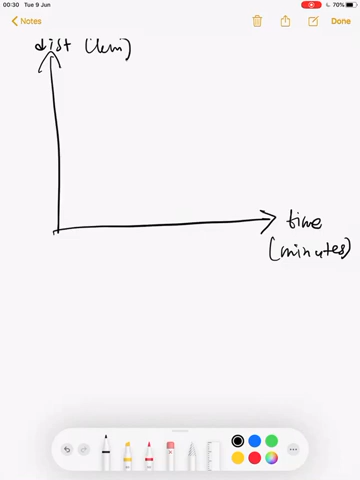 00:30 Tue 9 Jun
70%
Notes
Done
dist (km)
time
(minutes)